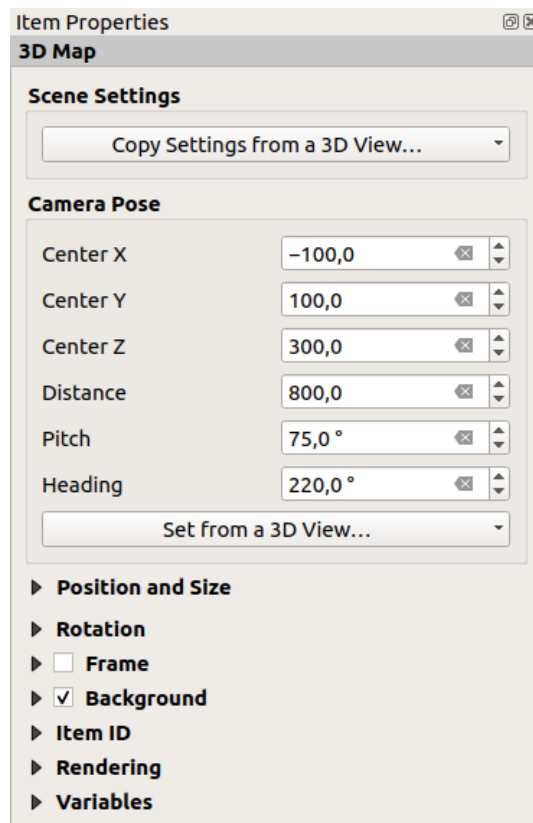 Item Properties
3D Map
Scene Settings
Copy Settings from a 3D View...
Camera Pose
Center X −100,0
Center Y 100,0
Center Z 300,0
Distance 800,0
Pitch 75,0 °
Heading 220,0 °
Set from a 3D View...
Position and Size
Rotation
Frame
Background
Item ID
Rendering
Variables